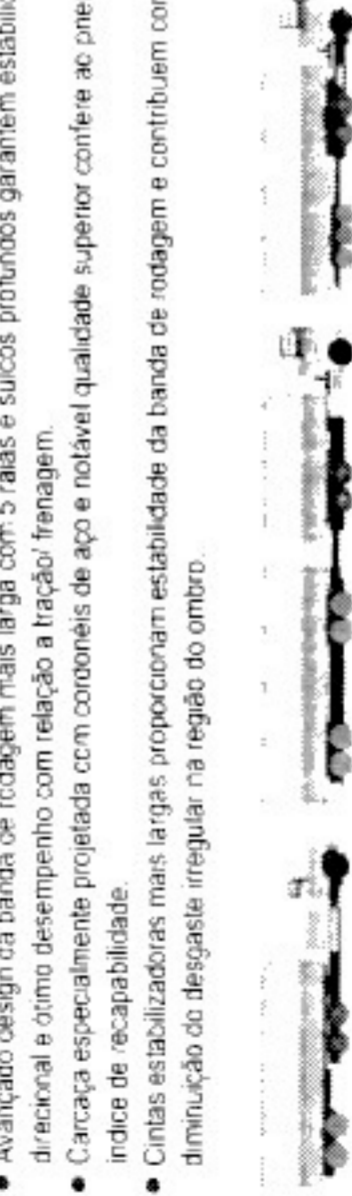 • Avançado design da banda de rodagem mais larga com 5 raias e sulcos profundos garantem
direcional e ótimo desempenho com relação a tração/ frenagem.
• Carcaça especialmente projetada com cordonéis de aço e notável qualidade superior confere ao
índice de recapabilidade.
• Cintas estabilizadoras mais largas proporcionam estabilidade da banda de rodagem e contribuem
diminuição do desgaste irregular na região do ombro.